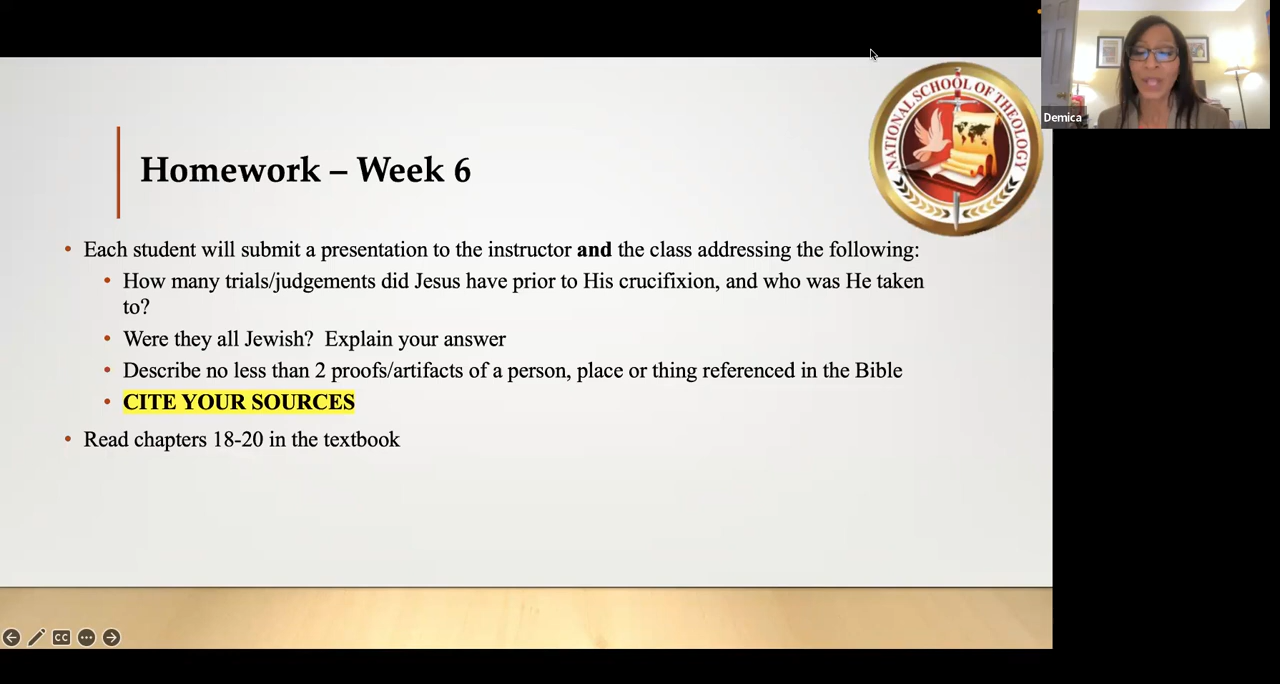 NATIONAL SCHOOL OF THEOLOGY
Demica
Homework – Week 6
• Each student will submit a presentation to the instructor and the class addressing the following:
• How many trials/judgements did Jesus have prior to His crucifixion, and who was He taken
to?
• Were they all Jewish?  Explain your answer
• Describe no less than 2 proofs/artifacts of a person, place or thing referenced in the Bible
• CITE YOUR SOURCES
• Read chapters 18-20 in the textbook
CC